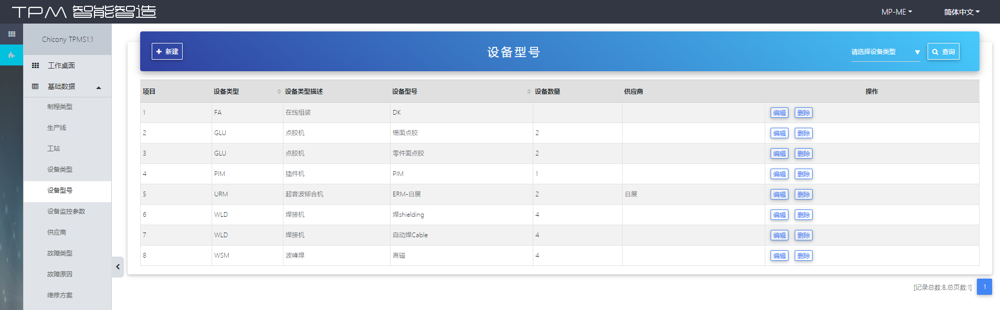 TPM 智能智造
MP-ME
简体中文
Chicony TPMS1.1
工作桌面
基础数据
制程类型
生产线
工站
设备类型
设备型号
设备监控参数
供应商
故障类型
故障原因
维修方案
新建
设备型号
请选择设备类型
查询
项目 设备类型 设备类型描述 设备型号 设备数量 供应商 操作
1 FA 在线组装 DK 编辑 删除
2 GLU 点胶机 锡面点胶 2 编辑 删除
3 GLU 点胶机 零件面点胶 2 编辑 删除
4 PIM 插件机 PIM 1 编辑 删除
5 URM 超音波铆合机 ERM-日展 2 日展 编辑 删除
6 WLD 焊接机 焊shielding 4 编辑 删除
7 WLD 焊接机 自动焊Cable 4 编辑 删除
8 WSM 波峰焊 高镒 4 编辑 删除
[记录总数:8,总页数:1] 1